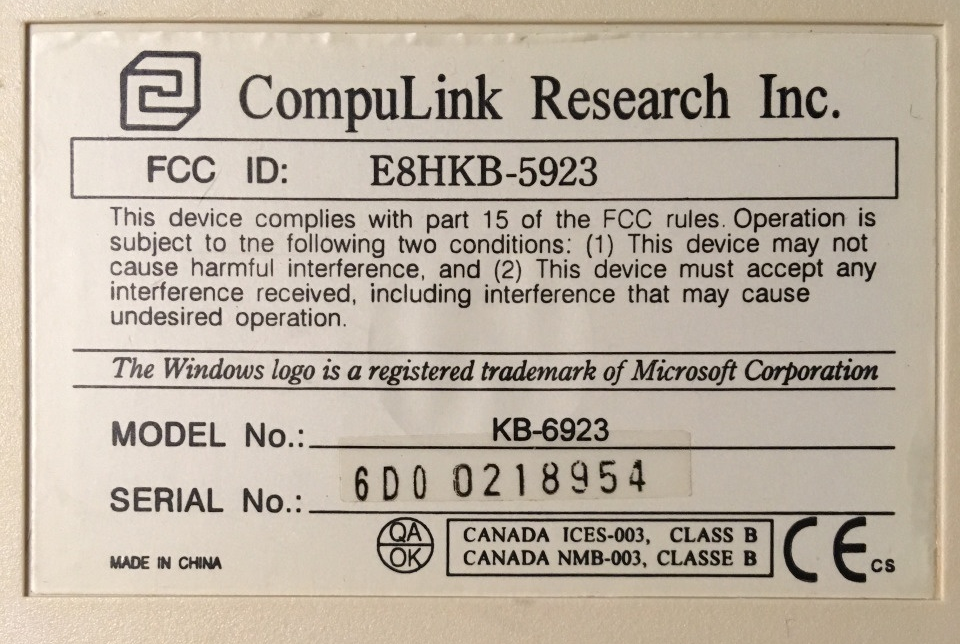 CompuLink Research Inc.
FCC ID: E8HKB-5923
This device complies with part 15 of the FCC rules. Operation is
subject to tne following two conditions: (1) This device may not
cause harmful interference, and (2) This device must accept any
interference received, including interference that may cause
undesired operation.
The Windows logo is a registered trademark of Microsoft Corporation
MODEL No.: KB-6923
SERIAL No.: 6D0 0218954
MADE IN CHINA
QA
OK
CANADA ICES-003, CLASS B
CANADA NMB-003, CLASSE B
CE CS